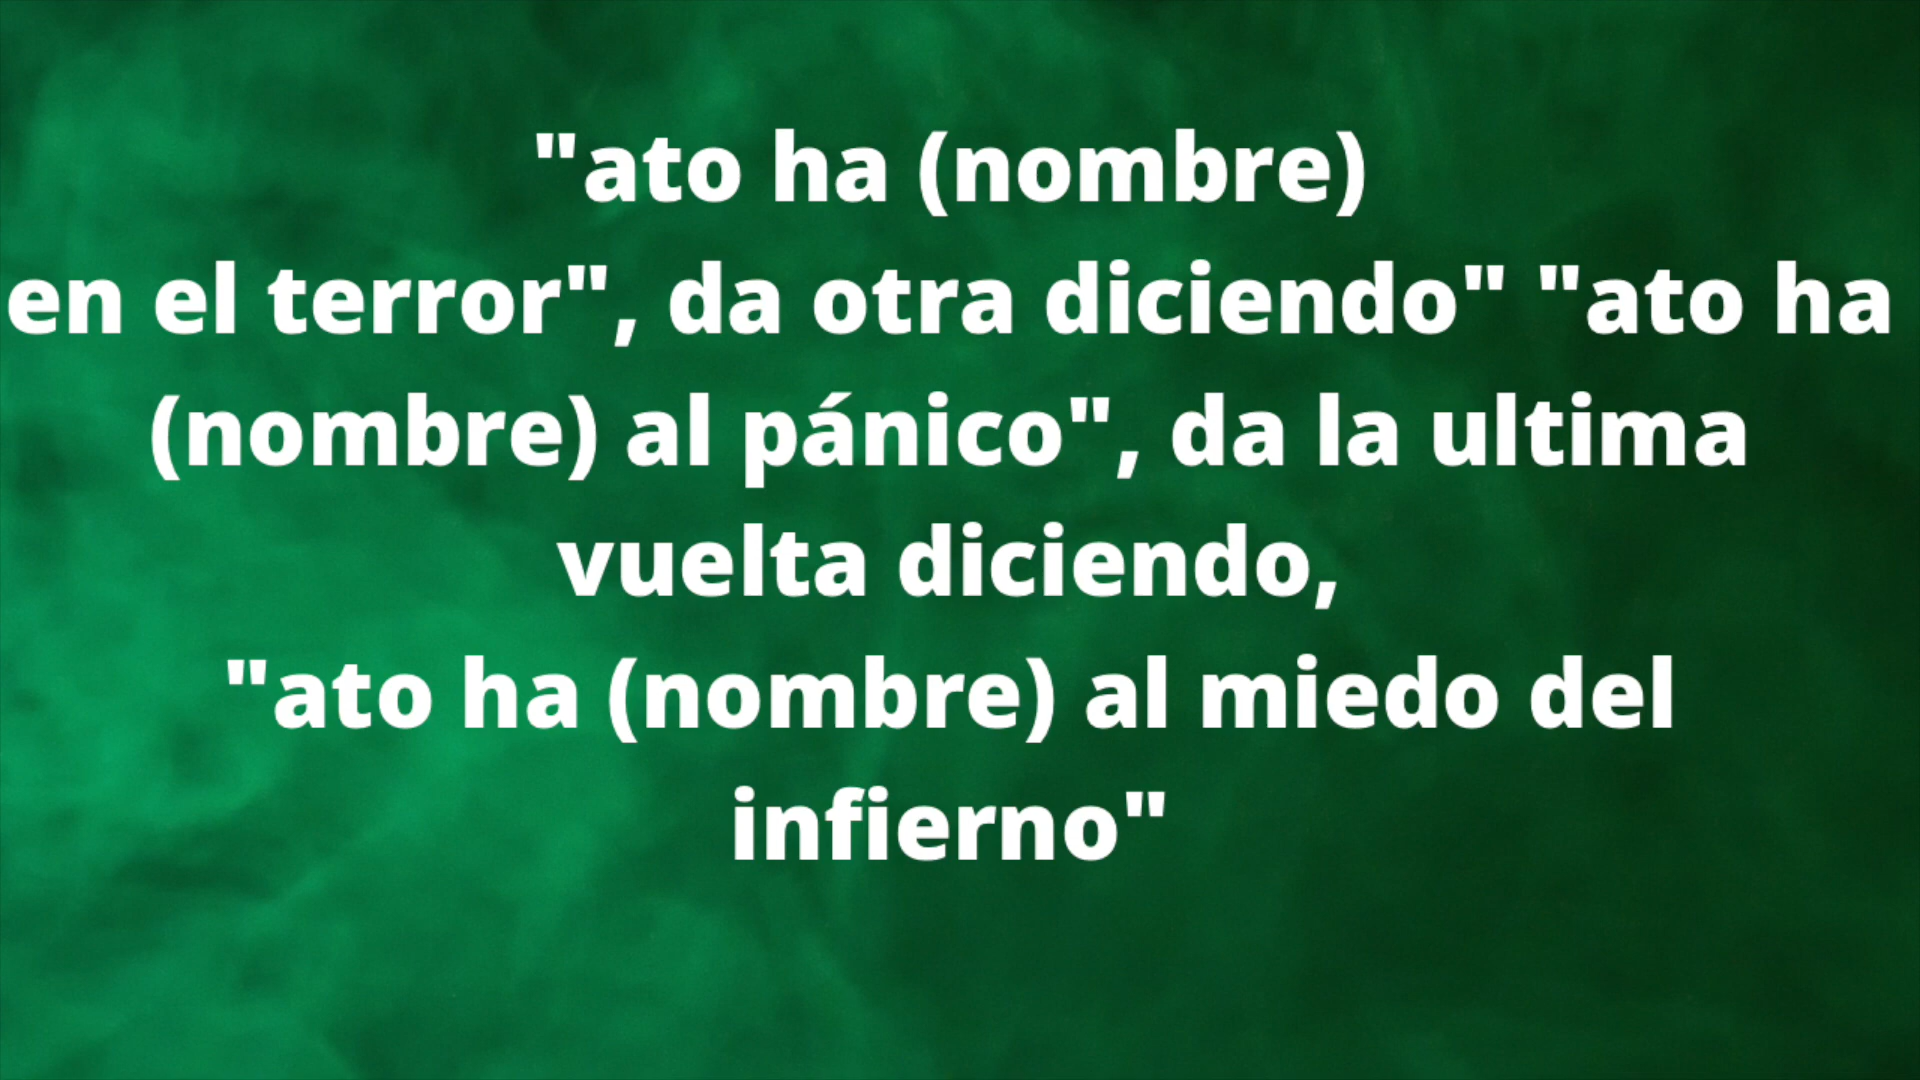 "ato ha (nombre)
en el terror", da otra diciendo" "ato ha
(nombre) al pánico", da la ultima
vuelta diciendo,
"ato ha (nombre) al miedo del
infierno"